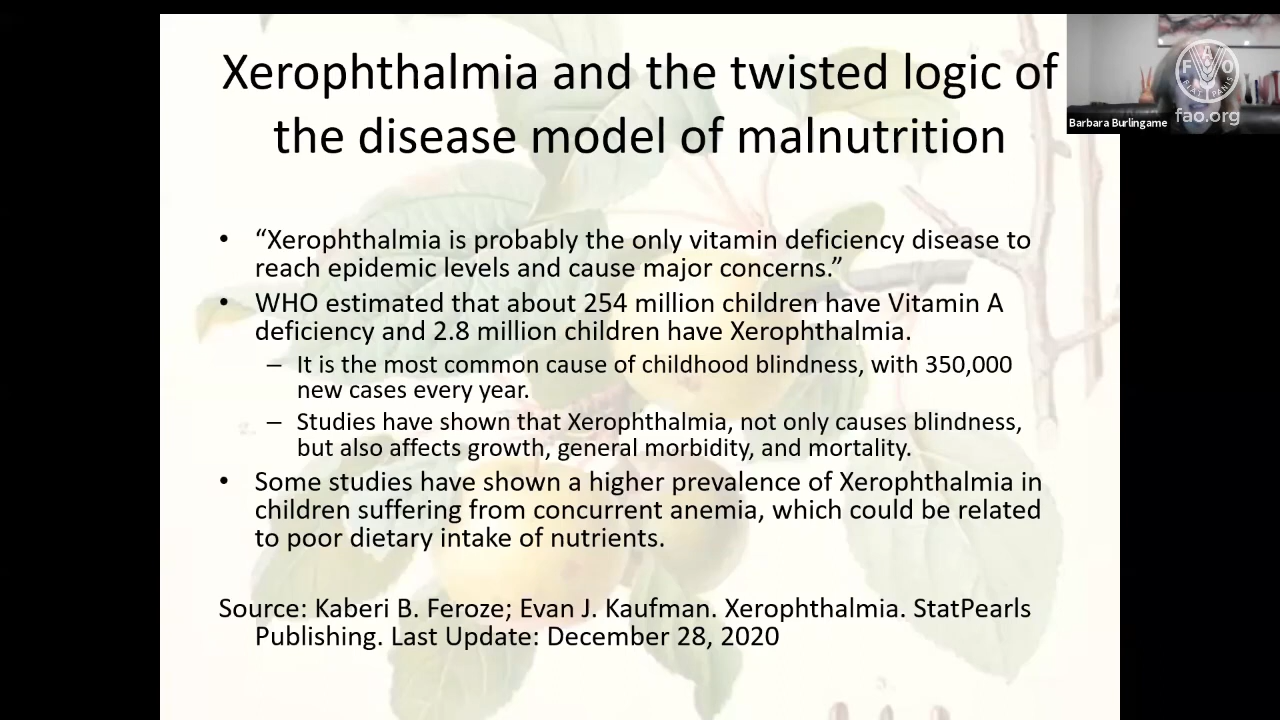 Xerophthalmia and the twisted logic of
the disease model of malnutrition
F A O
FIAT PANIS
fao.org
Barbara Burlingame
• “Xerophthalmia is probably the only vitamin deficiency disease to
reach epidemic levels and cause major concerns.”
• WHO estimated that about 254 million children have Vitamin A
deficiency and 2.8 million children have Xerophthalmia.
– It is the most common cause of childhood blindness, with 350,000
new cases every year.
– Studies have shown that Xerophthalmia, not only causes blindness,
but also affects growth, general morbidity, and mortality.
• Some studies have shown a higher prevalence of Xerophthalmia in
children suffering from concurrent anemia, which could be related
to poor dietary intake of nutrients.
Source: Kaberi B. Feroze; Evan J. Kaufman. Xerophthalmia. StatPearls
Publishing. Last Update: December 28, 2020